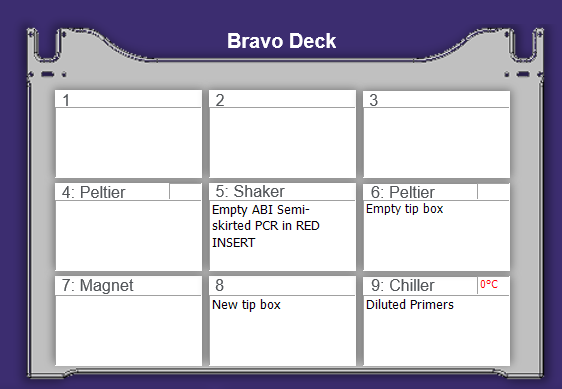 Bravo Deck
1
2
3
4: Peltier
5: Shaker
6: Peltier
Empty ABI Semi-
skirted PCR in RED
INSERT
Empty tip box
7: Magnet
8
9: Chiller
0°C
New tip box
Diluted Primers